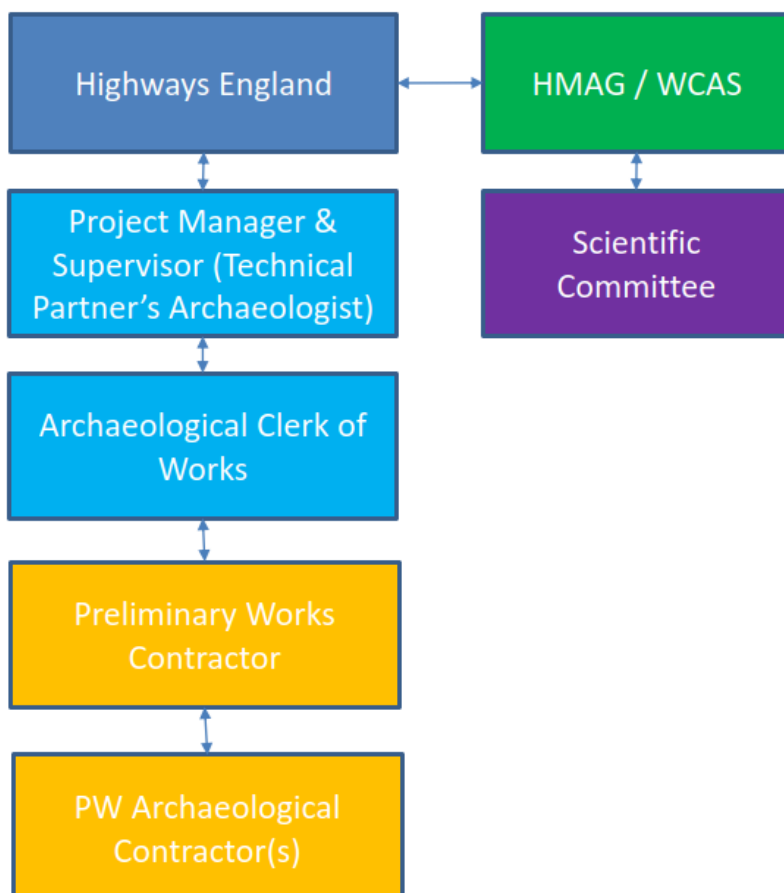 Highways England
HMAG / WCAS
Project Manager &
Supervisor (Technical
Partner’s Archaeologist)
Scientific
Committee
Archaeological Clerk of
Works
Preliminary Works
Contractor
PW Archaeological
Contractor(s)